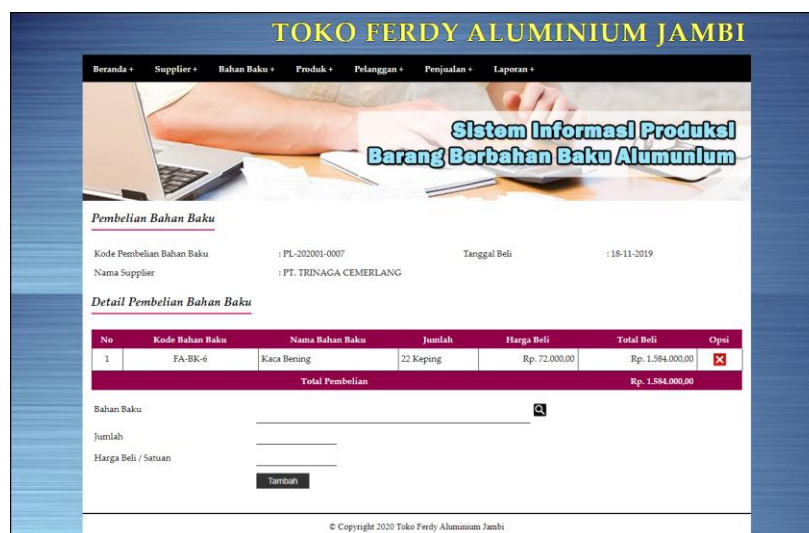 TOKO FERDY ALUMINIUM JAMBI
Beranda + Supplier + Bahan Baku + Produk + Pelanggan + Penjualan + Laporan +
Sistem Informasi Produksi
Barang Berbahan Baku Alumunium
Pembelian Bahan Baku
Kode Pembelian Bahan Baku : PL-202001-0007 Tanggal Beli : 18-11-2019
Nama Supplier : PT. TRINAGA CEMERLANG
Detail Pembelian Bahan Baku
No Kode Bahan Baku Nama Bahan Baku Jumlah Harga Beli Total Beli Opsi
1 FA-BK-6 Kaca Bening 22 Keping Rp. 72.000,00 Rp. 1.584.000,00
Total Pembelian Rp. 1.584.000,00
Bahan Baku
Jumlah
Harga Beli / Satuan
Tambah
© Copyright 2020 Toko Ferdy Aluminium Jambi